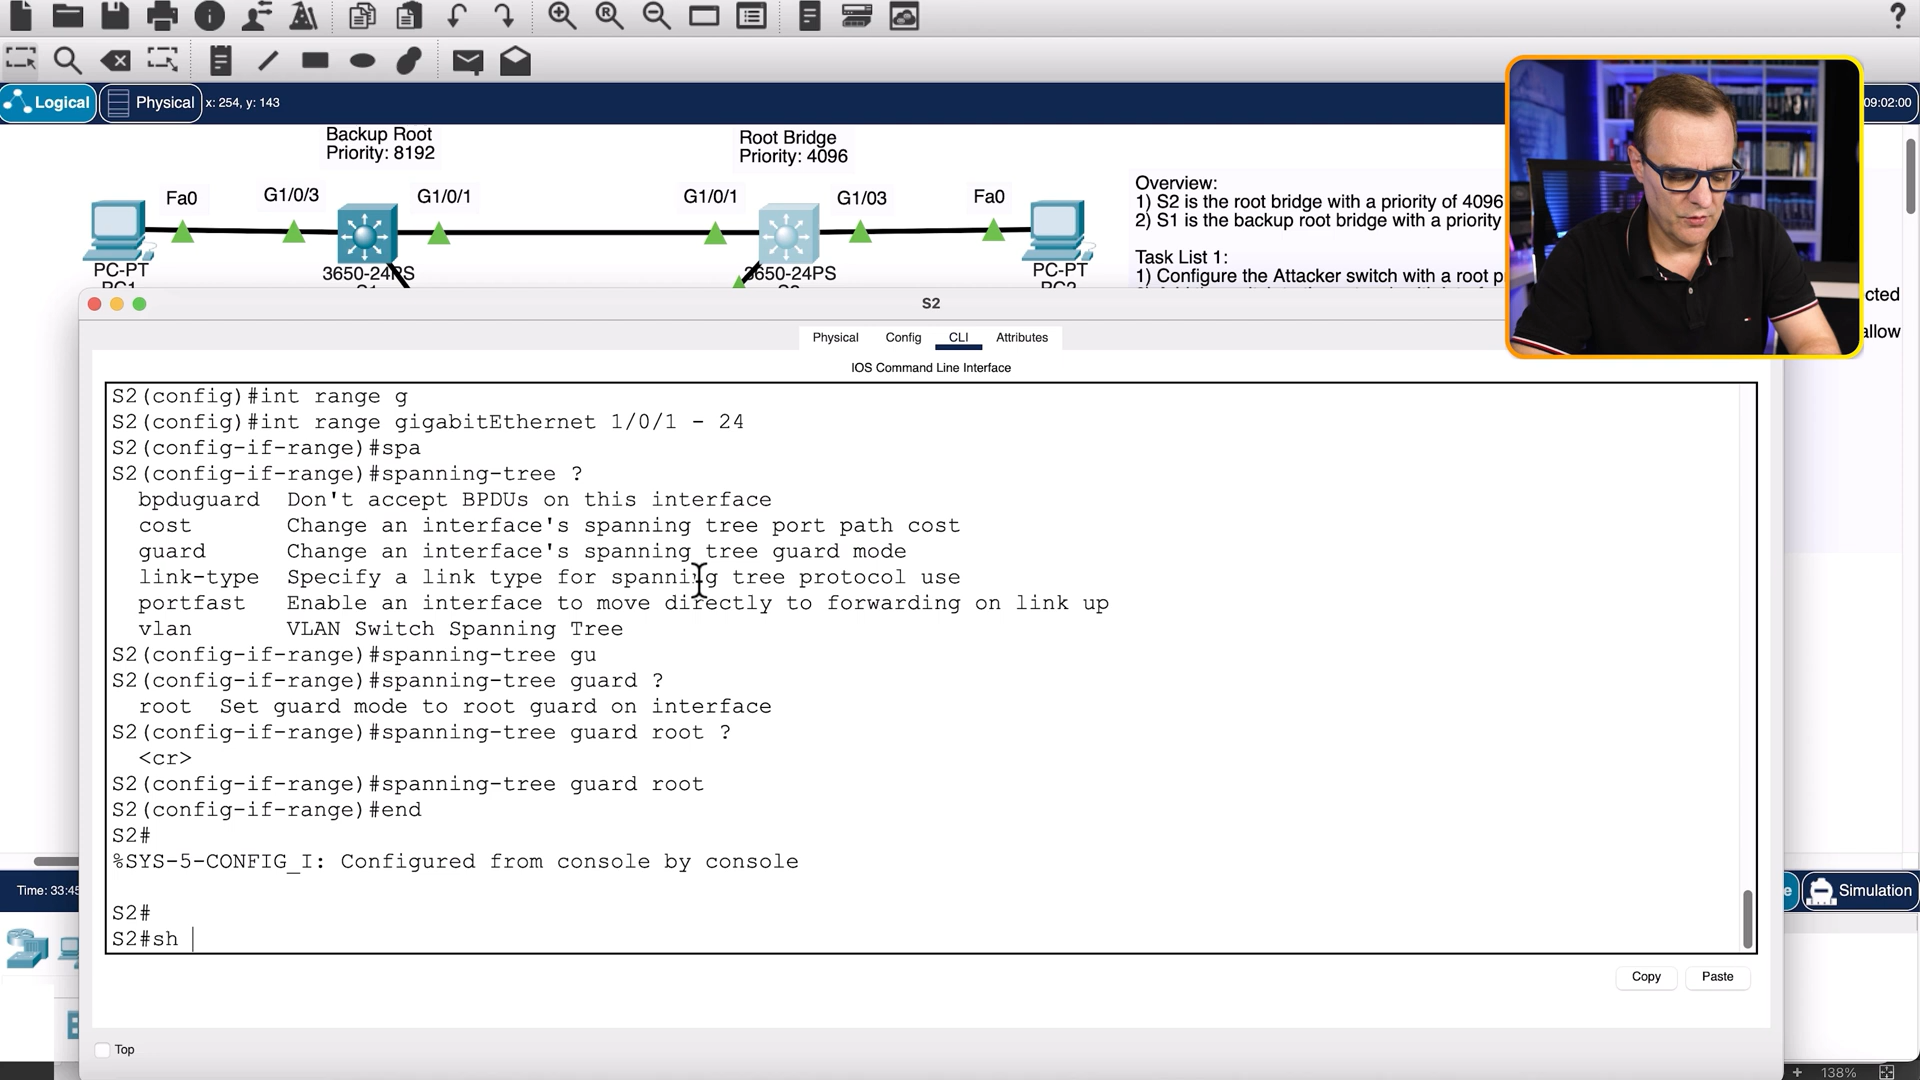 Logical
Physical
x: 254, y: 143
09:02:00
Backup Root
Priority: 8192
Root Bridge
Priority: 4096
Fa0
G1/0/3
G1/0/1
G1/0/1
G1/03
Fa0
PC-PT
3650-24PS
3650-24PS
PC-PT
Overview:
1) S2 is the root bridge with a priority of 4096
2) S1 is the backup root bridge with a priority
Task List 1:
1) Configure the Attacker switch with a root p
cted
allow
S2
Physical
Config
CLI
Attributes
IOS Command Line Interface
S2(config)#int range g
S2(config)#int range gigabitEthernet 1/0/1 - 24
S2(config-if-range)#spa
S2(config-if-range)#spanning-tree ?
bpduguard Don't accept BPDUs on this interface
cost Change an interface's spanning tree port path cost
guard Change an interface's spanning tree guard mode
link-type Specify a link type for spanning tree protocol use
portfast Enable an interface to move directly to forwarding on link up
vlan VLAN Switch Spanning Tree
S2(config-if-range)#spanning-tree gu
S2(config-if-range)#spanning-tree guard ?
root Set guard mode to root guard on interface
S2(config-if-range)#spanning-tree guard root ?
<cr>
S2(config-if-range)#spanning-tree guard root
S2(config-if-range)#end
S2#
%SYS-5-CONFIG_I: Configured from console by console
S2#
S2#sh
Copy
Paste
Top
Time: 33:45
Simulation
138%